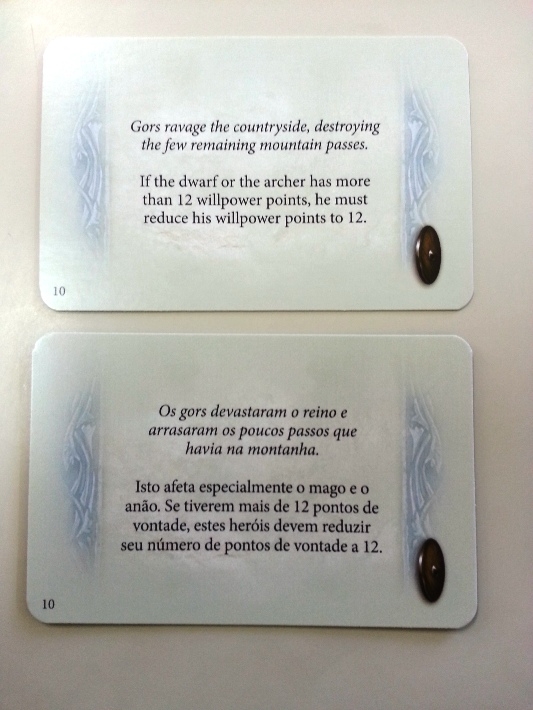 Gors ravage the countryside, destroying
the few remaining mountain passes.
If the dwarf or the archer has more
than 12 willpower points, he must
reduce his willpower points to 12.
10
Os gors devastaram o reino e
arrasaram os poucos passos que
havia na montanha.
Isto afeta especialmente o mago e o
anão. Se tiverem mais de 12 pontos de
vontade, estes heróis devem reduzir
seu número de pontos de vontade a 12.
10